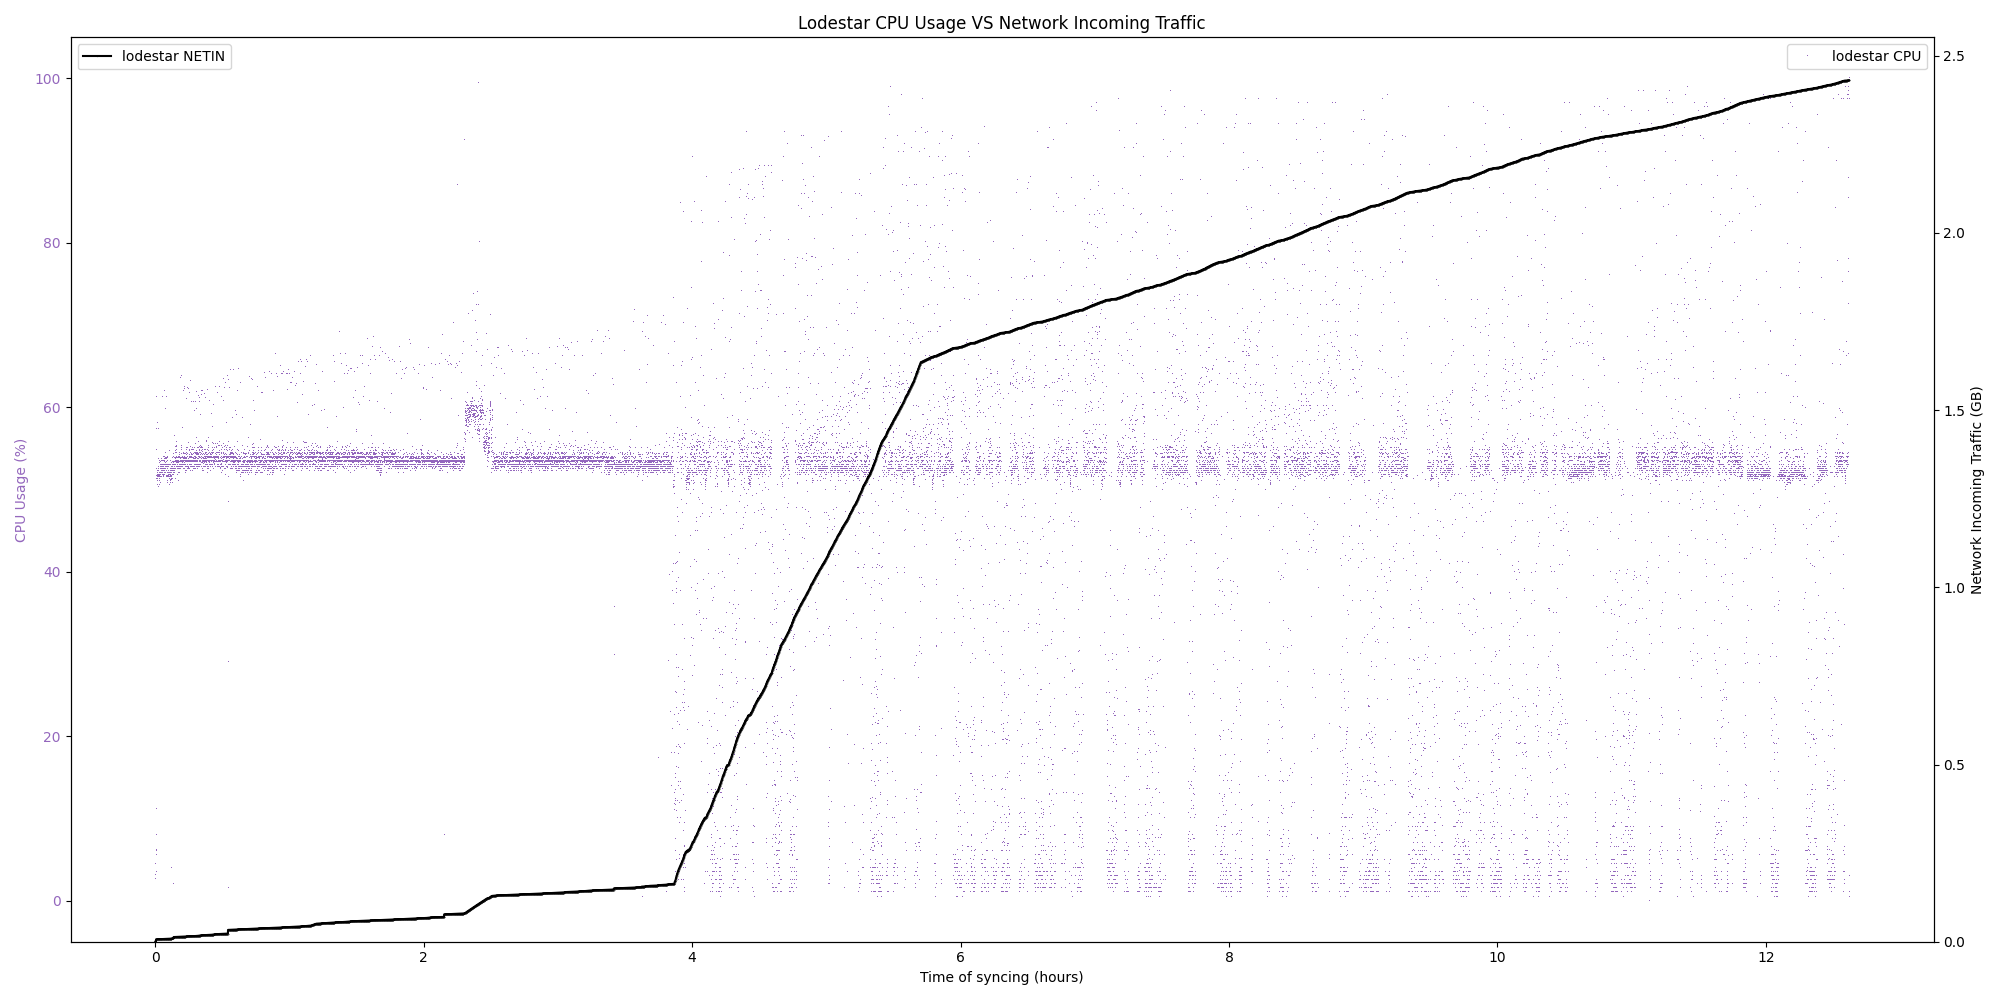 Lodestar CPU Usage VS Network Incoming Traffic
lodestar NETIN
lodestar CPU
100
80
60
40
20
0
CPU Usage (%)
2.5
2.0
1.5
1.0
0.5
0.0
Network Incoming Traffic (GB)
0 2 4 6 8 10 12
Time of syncing (hours)